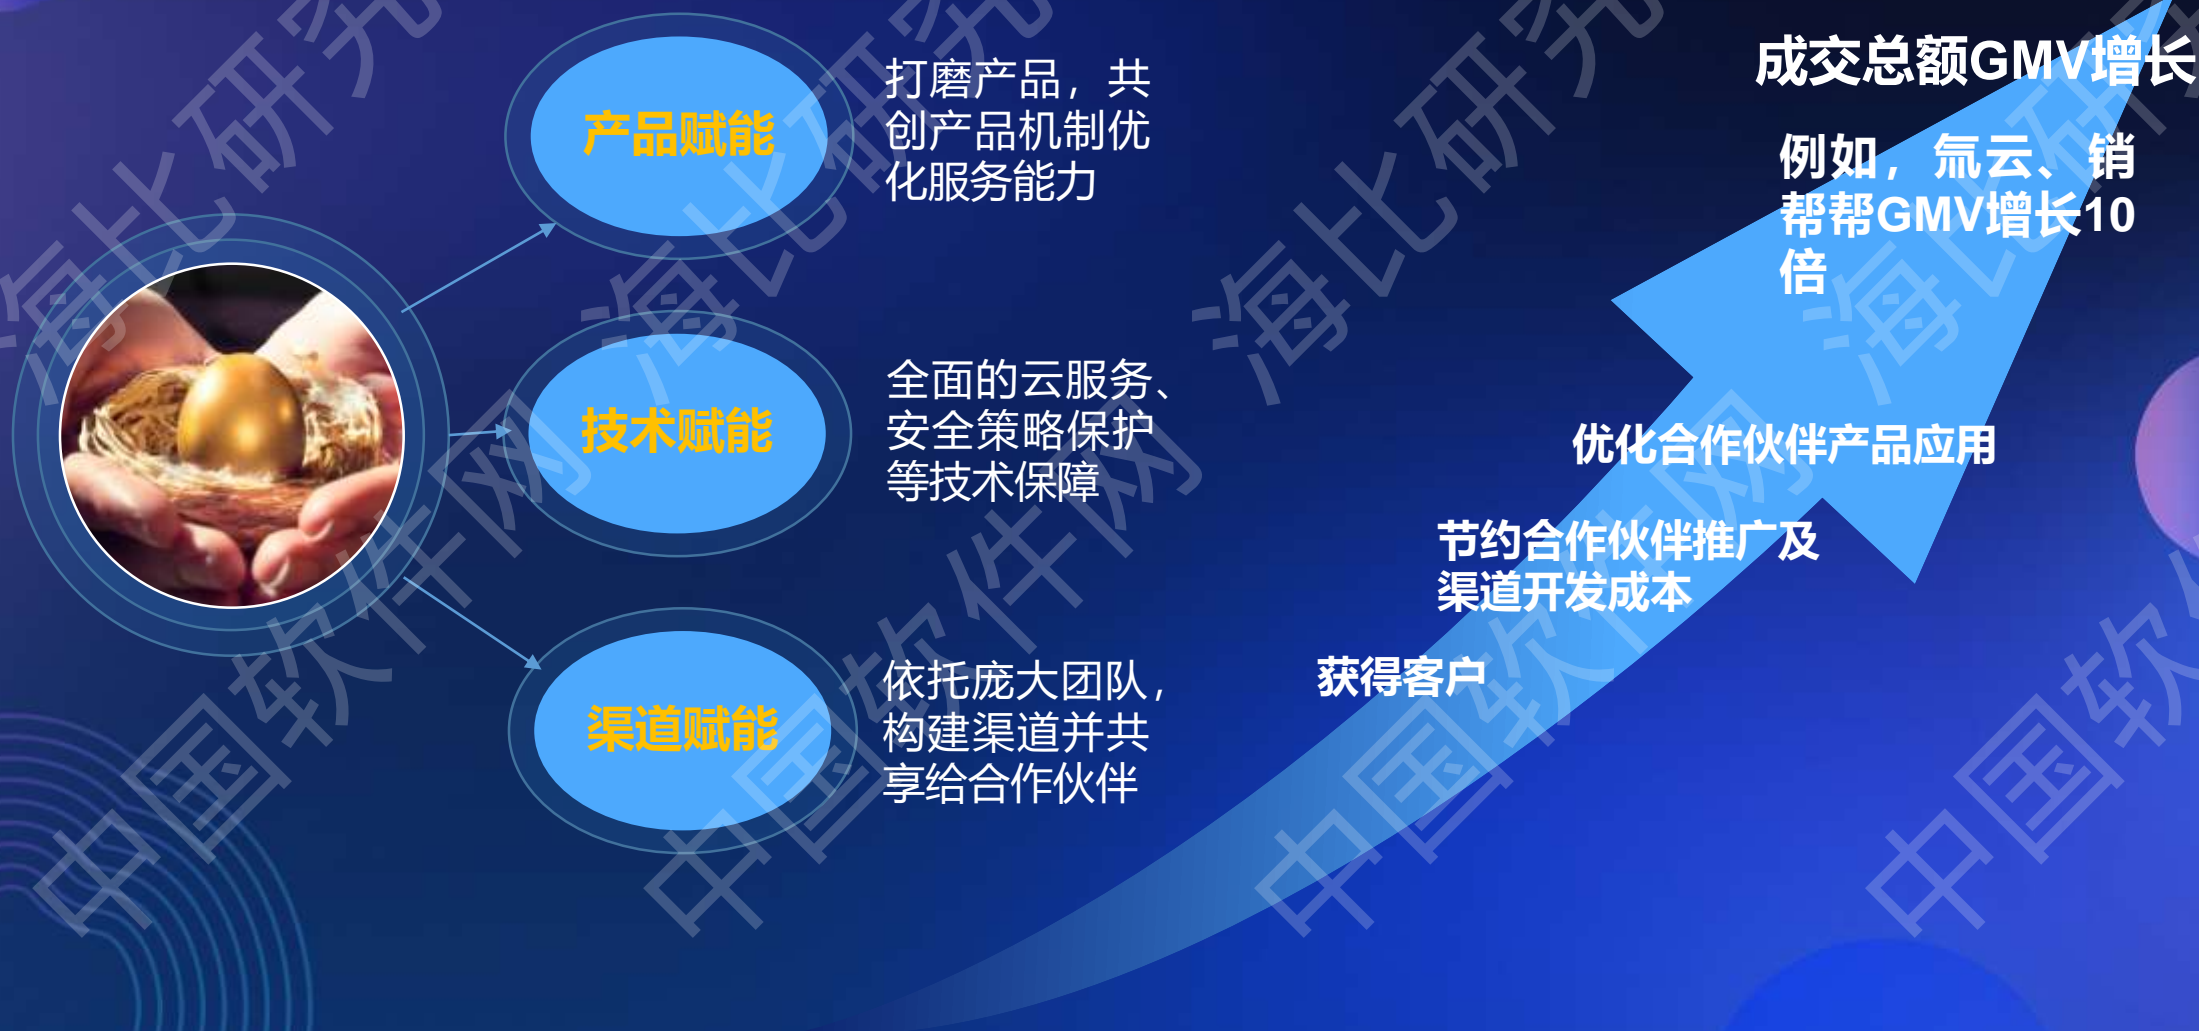 产品赋能
打磨产品，共
创产品机制优
化服务能力
技术赋能
全面的云服务、
安全策略保护
等技术保障
渠道赋能
依托庞大团队，
构建渠道并共
享给合作伙伴
成交总额GMV增长
例如，氚云、销
帮帮GMV增长10
倍
优化合作伙伴产品应用
节约合作伙伴推广及
渠道开发成本
获得客户
海比研究
海比研究
海比研究
海比研究
中国软件网
中国软件网
中国软件网
中国软